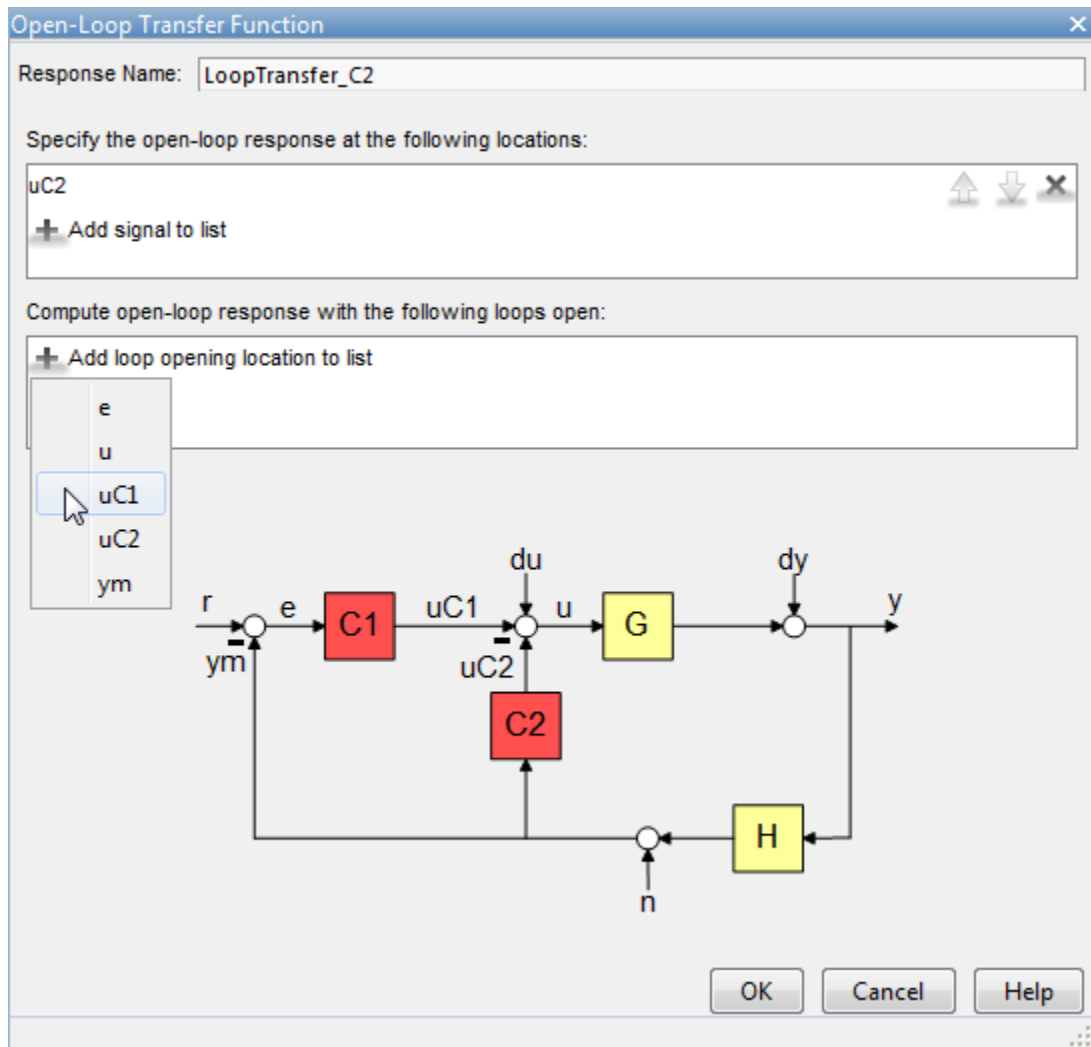 Open-Loop Transfer Function
Response Name: LoopTransfer_C2
Specify the open-loop response at the following locations:
uC2
Add signal to list
Compute open-loop response with the following loops open:
Add loop opening location to list
e
u
uC1
uC2
ym
du
dy
r
e
C1
uC1
u
G
y
ym
uC2
C2
H
n
OK
Cancel
Help